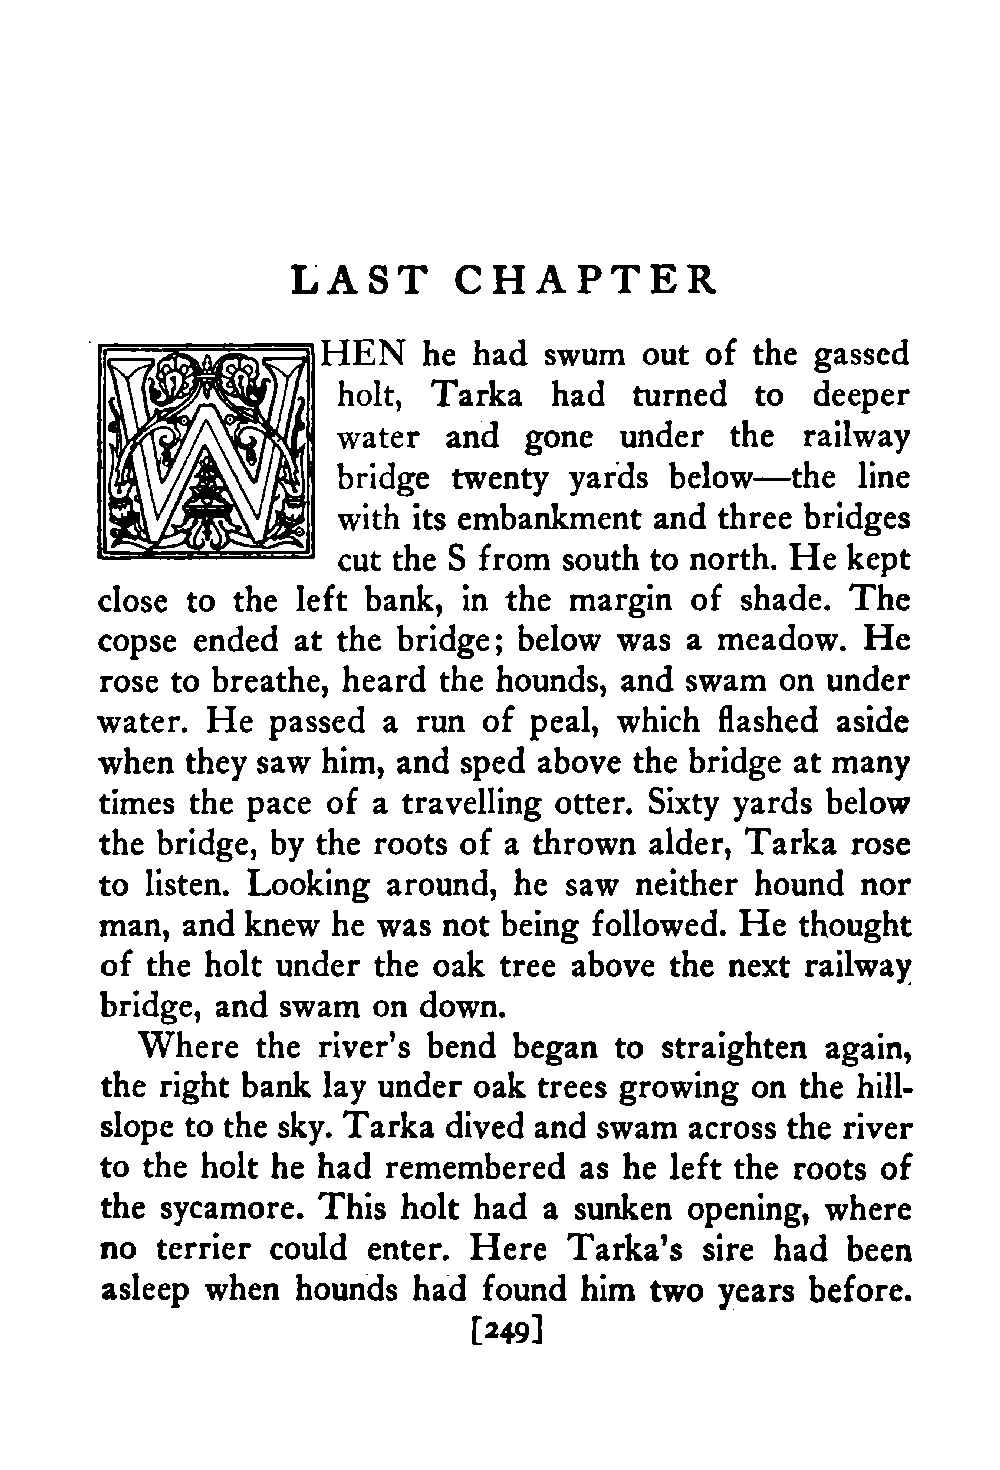 LAST CHAPTER
WHEN he had swum out of the gassed
holt, Tarka had turned to deeper
water and gone under the railway
bridge twenty yards below—the line
with its embankment and three bridges
cut the S from south to north. He kept
close to the left bank, in the margin of shade. The
copse ended at the bridge; below was a meadow. He
rose to breathe, heard the hounds, and swam on under
water. He passed a run of peal, which flashed aside
when they saw him, and sped above the bridge at many
times the pace of a travelling otter. Sixty yards below
the bridge, by the roots of a thrown alder, Tarka rose
to listen. Looking around, he saw neither hound nor
man, and knew he was not being followed. He thought
of the holt under the oak tree above the next railway
bridge, and swam on down.
Where the river's bend began to straighten again,
the right bank lay under oak trees growing on the hill-
slope to the sky. Tarka dived and swam across the river
to the holt he had remembered as he left the roots of
the sycamore. This holt had a sunken opening, where
no terrier could enter. Here Tarka's sire had been
asleep when hounds had found him two years before.
[249]